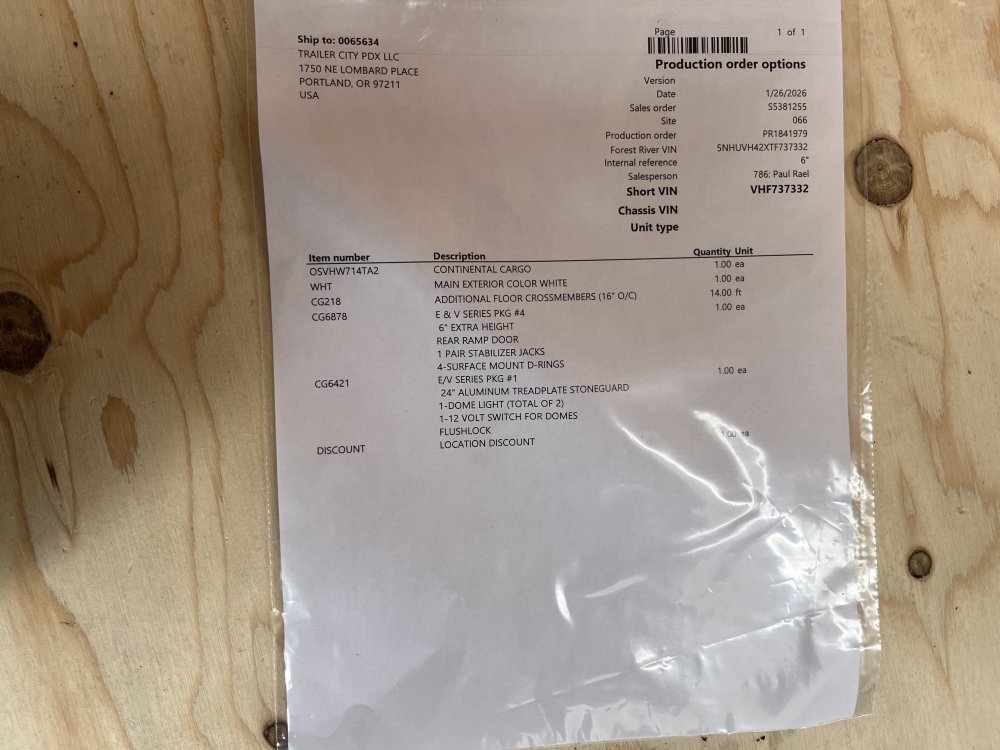 Page 1 of 1
Ship to: 0065634
TRAILER CITY PDX LLC
1750 NE LOMBARD PLACE
PORTLAND, OR 97211
USA
Production order options
Version
Date 1/26/2026
Sales order S5381255
Site 066
Production order PR1841979
Forest River VIN 5NHUVH42XTF737332
Internal reference 6"
Salesperson 786: Paul Rael
Short VIN VHF737332
Chassis VIN
Unit type
Item number Description Quantity Unit
OSVHW714TA2 CONTINENTAL CARGO 1.00 ea
WHT MAIN EXTERIOR COLOR WHITE 1.00 ea
CG218 ADDITIONAL FLOOR CROSSMEMBERS (16" O/C) 14.00 ft
CG6878 E & V SERIES PKG #4 1.00 ea
6" EXTRA HEIGHT
REAR RAMP DOOR
1 PAIR STABILIZER JACKS
4-SURFACE MOUNT D-RINGS
CG6421 E/V SERIES PKG #1 1.00 ea
24" ALUMINUM TREADPLATE STONEGUARD
1-DOME LIGHT (TOTAL OF 2)
1-12 VOLT SWITCH FOR DOMES
FLUSHLOCK
DISCOUNT LOCATION DISCOUNT 1.00 ea